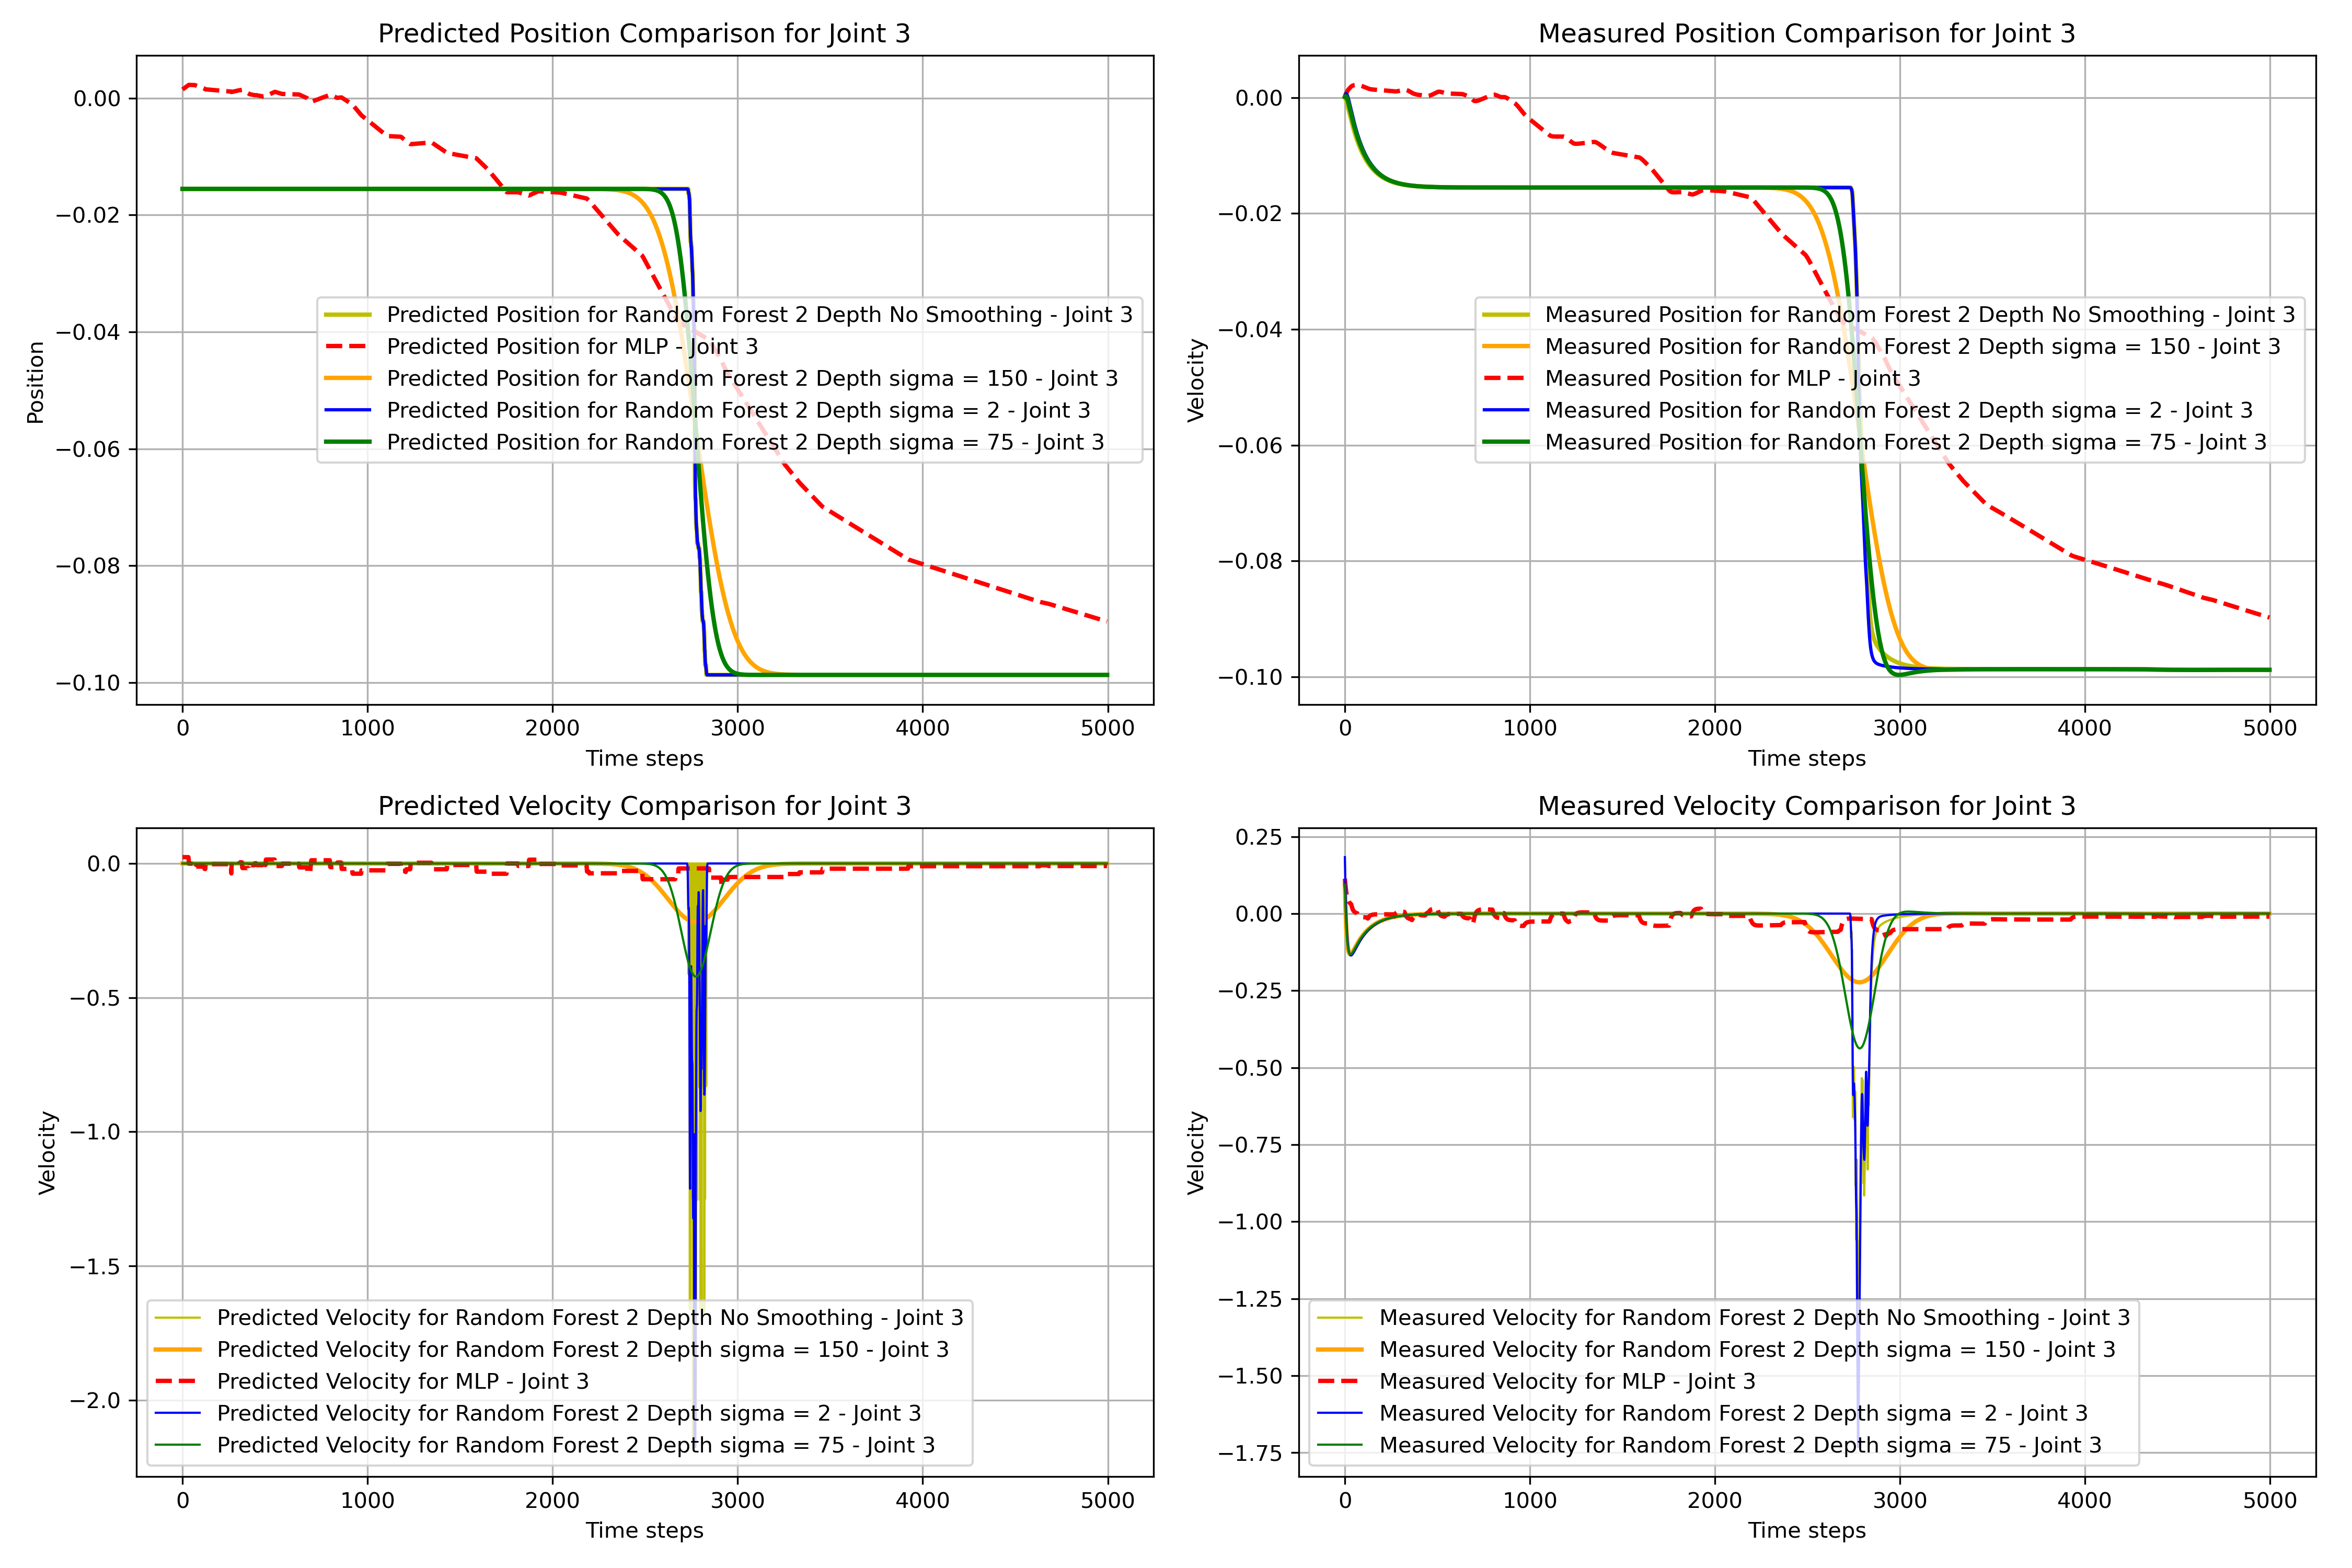 Predicted Position Comparison for Joint 3
Position
0.00
−0.02
−0.04
−0.06
−0.08
−0.10
Predicted Position for Random Forest 2 Depth No Smoothing - Joint 3
Predicted Position for MLP - Joint 3
Predicted Position for Random Forest 2 Depth sigma = 150 - Joint 3
Predicted Position for Random Forest 2 Depth sigma = 2 - Joint 3
Predicted Position for Random Forest 2 Depth sigma = 75 - Joint 3
0 1000 2000 3000 4000 5000
Time steps
Measured Position Comparison for Joint 3
Velocity
0.00
−0.02
−0.04
−0.06
−0.08
−0.10
Measured Position for Random Forest 2 Depth No Smoothing - Joint 3
Measured Position for Random Forest 2 Depth sigma = 150 - Joint 3
Measured Position for MLP - Joint 3
Measured Position for Random Forest 2 Depth sigma = 2 - Joint 3
Measured Position for Random Forest 2 Depth sigma = 75 - Joint 3
0 1000 2000 3000 4000 5000
Time steps
Predicted Velocity Comparison for Joint 3
Velocity
0.0
−0.5
−1.0
−1.5
−2.0
Predicted Velocity for Random Forest 2 Depth No Smoothing - Joint 3
Predicted Velocity for Random Forest 2 Depth sigma = 150 - Joint 3
Predicted Velocity for MLP - Joint 3
Predicted Velocity for Random Forest 2 Depth sigma = 2 - Joint 3
Predicted Velocity for Random Forest 2 Depth sigma = 75 - Joint 3
0 1000 2000 3000 4000 5000
Time steps
Measured Velocity Comparison for Joint 3
Velocity
0.25
0.00
−0.25
−0.50
−0.75
−1.00
−1.25
−1.50
−1.75
Measured Velocity for Random Forest 2 Depth No Smoothing - Joint 3
Measured Velocity for Random Forest 2 Depth sigma = 150 - Joint 3
Measured Velocity for MLP - Joint 3
Measured Velocity for Random Forest 2 Depth sigma = 2 - Joint 3
Measured Velocity for Random Forest 2 Depth sigma = 75 - Joint 3
0 1000 2000 3000 4000 5000
Time steps